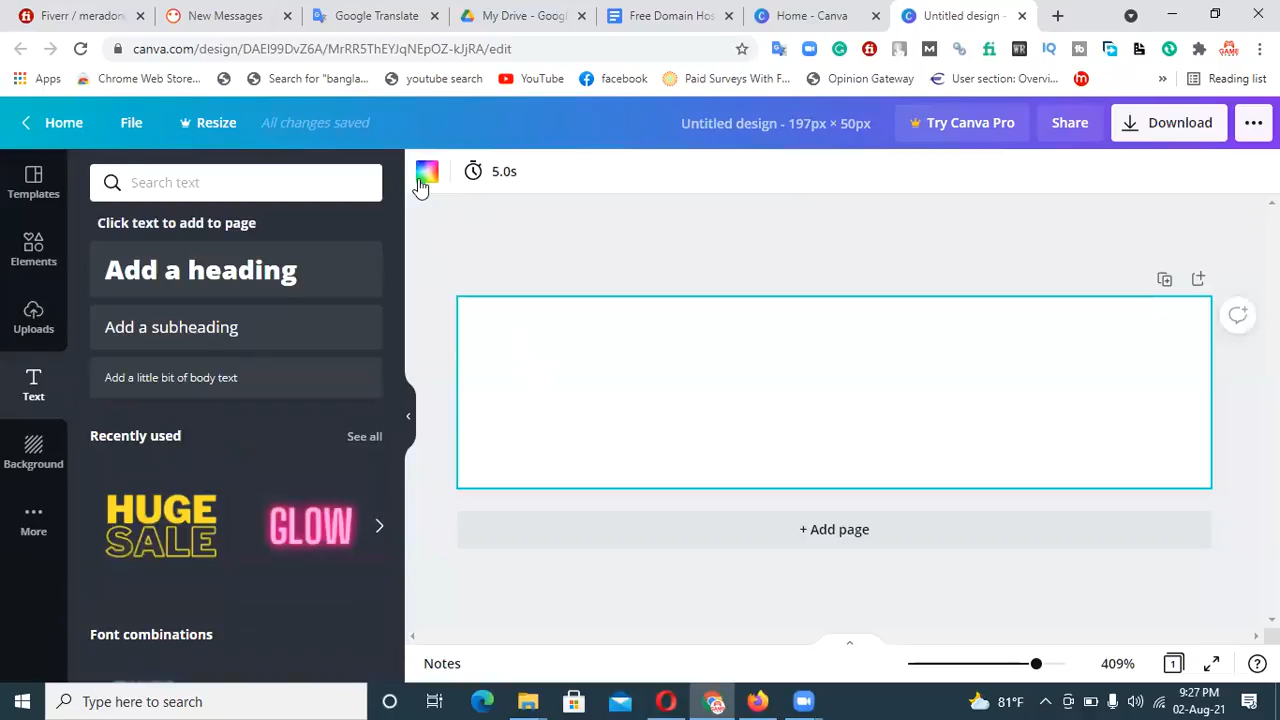 Fiverr / meradon
New Messages
Google Translate
My Drive - Goog
Free Domain Hos
Home - Canva
Untitled design -
canva.com/design/DAEl99DvZ6A/MrRR5ThEYJqNEpOZ-kJjRA/edit
Apps
Chrome Web Store...
Search for "bangla...
youtube search
YouTube
facebook
Paid Surveys With F...
Opinion Gateway
User section: Overvi...
»
Reading list
Home
File
Resize
All changes saved
Untitled design - 197px × 50px
Try Canva Pro
Share
Download
Templates
Elements
Uploads
Text
Background
More
Search text
5.0s
Click text to add to page
Add a heading
Add a subheading
Add a little bit of body text
Recently used
See all
HUGE
SALE
GLOW
Font combinations
+ Add page
Notes
409%
1
Type here to search
81°F
9:27 PM
02-Aug-21